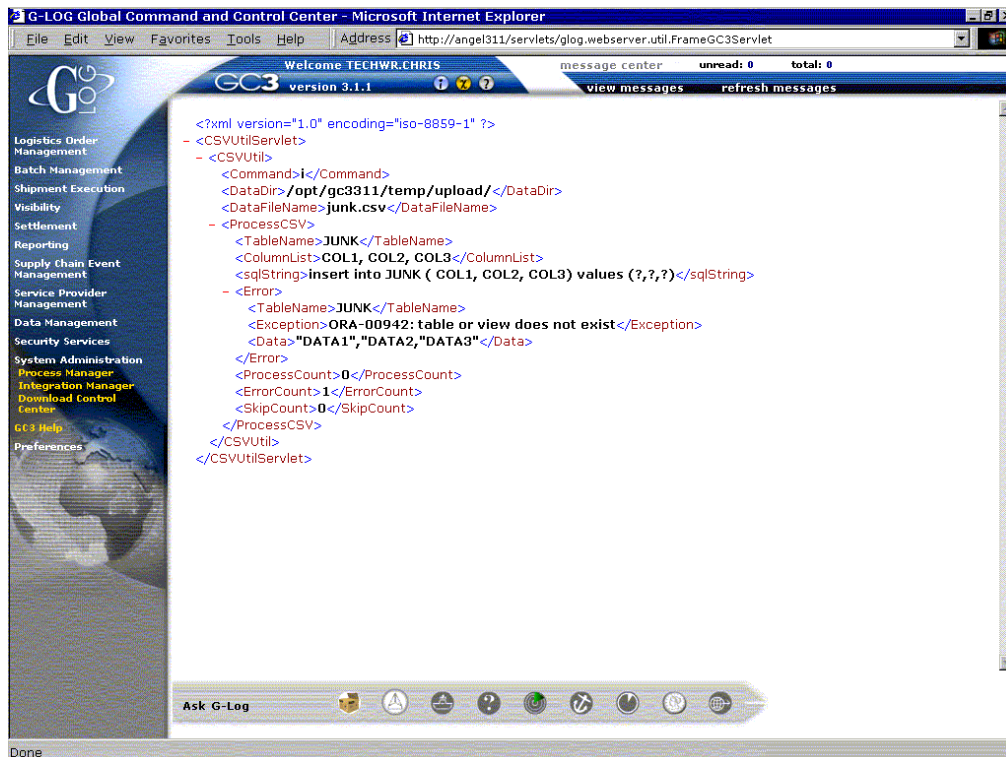 G-LOG Global Command and Control Center - Microsoft Internet Explorer
File Edit View Favorites Tools Help Address http://angel311/servlets/glog.webserver.util.FrameGC3Servlet
G-LOG
Welcome TECHWR.CHRIS
GC3 version 3.1.1
message center unread: 0 total: 0
view messages refresh messages
Logistics Order
Management
Batch Management
Shipment Execution
Visibility
Settlement
Reporting
Supply Chain Event
Management
Service Provider
Management
Data Management
Security Services
System Administration
Process Manager
Integration Manager
Download Control
Center
GC3 Help
Preferences
<?xml version="1.0" encoding="iso-8859-1" ?>
- <CSVUtilServlet>
- <CSVUtil>
<Command>i</Command>
<DataDir>/opt/gc3311/temp/upload/</DataDir>
<DataFileName>junk.csv</DataFileName>
- <ProcessCSV>
<TableName>JUNK</TableName>
<ColumnList>COL1, COL2, COL3</ColumnList>
<sqlString>insert into JUNK ( COL1, COL2, COL3) values (?,?,?)</sqlString>
- <Error>
<TableName>JUNK</TableName>
<Exception>ORA-00942: table or view does not exist</Exception>
<Data>"DATA1","DATA2,"DATA3"</Data>
</Error>
<ProcessCount>0</ProcessCount>
<ErrorCount>1</ErrorCount>
<SkipCount>0</SkipCount>
</ProcessCSV>
</CSVUtil>
</CSVUtilServlet>
Ask G-Log
Done